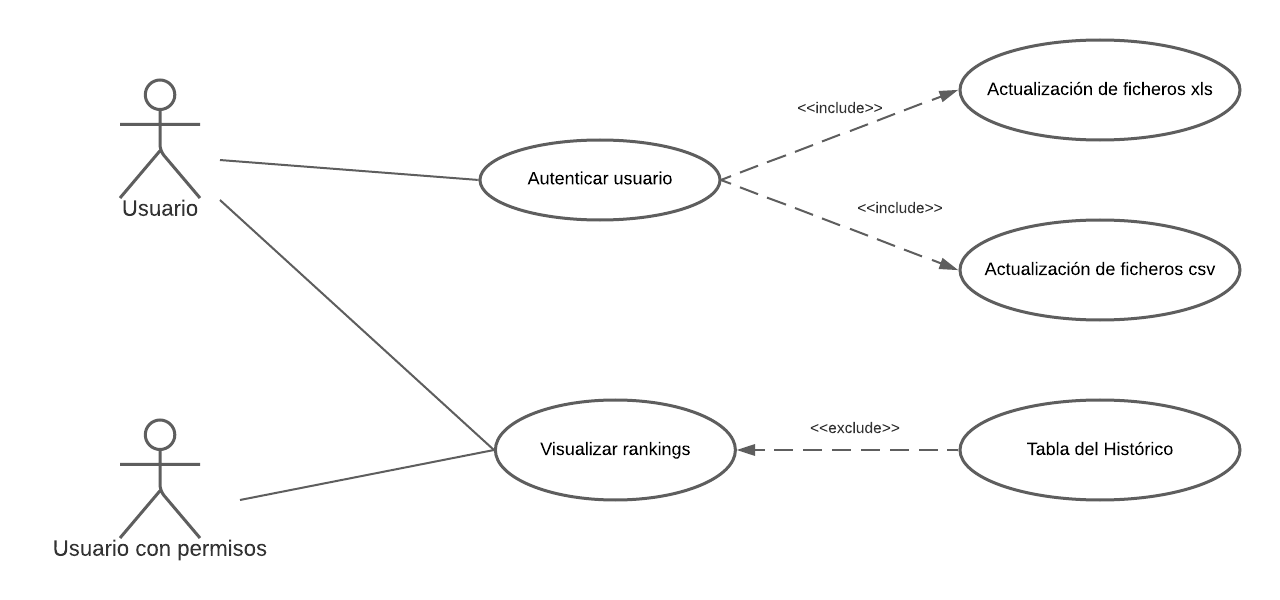 Actualización de ficheros xls
<<include>>
Autenticar usuario
Usuario
<<include>>
Actualización de ficheros csv
<<exclude>>
Visualizar rankings
Tabla del Histórico
Usuario con permisos